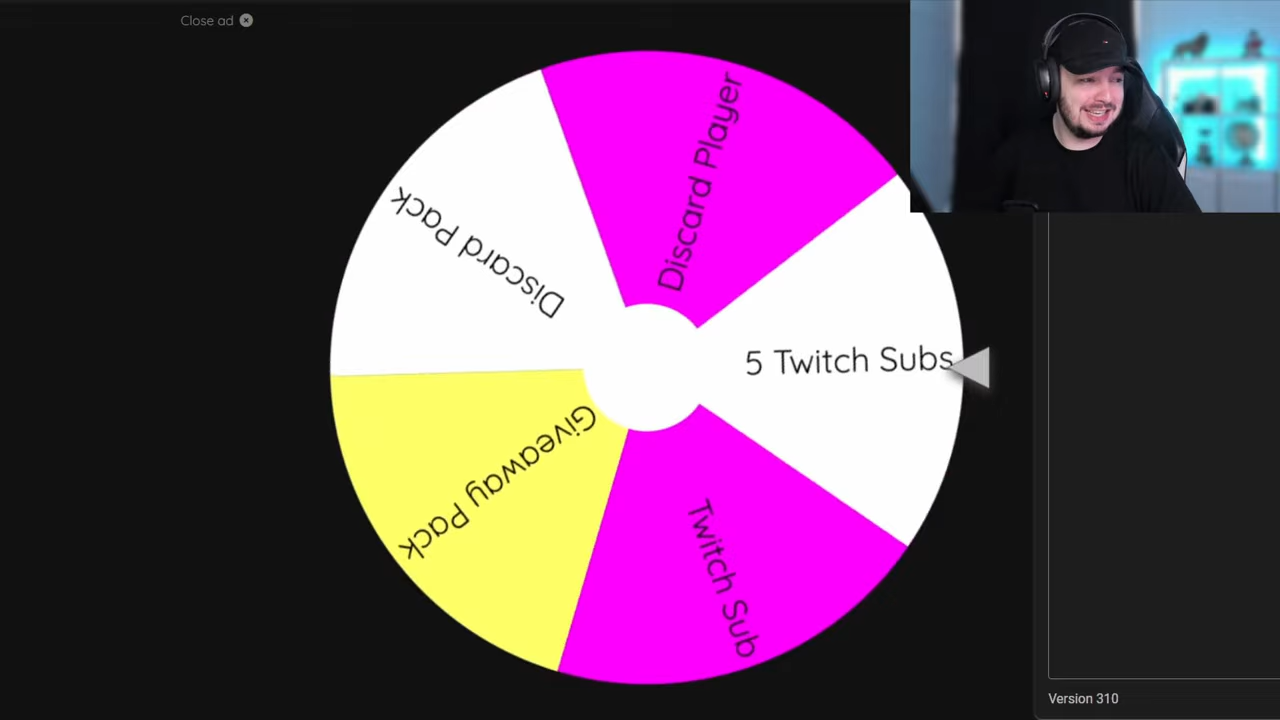 Close ad
Discard Player
Discard Pack
5 Twitch Subs
Giveaway Pack
Twitch Sub
Version 310